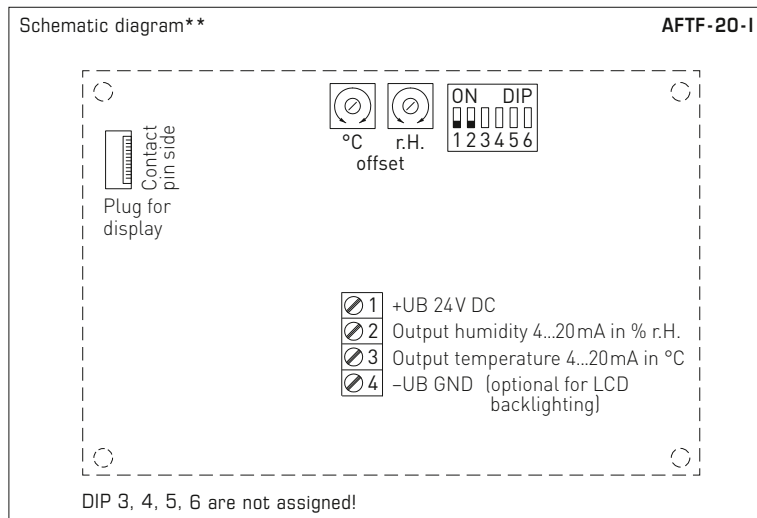 Schematic diagram** AFTF-20-I
ON DIP
1 2 3 4 5 6
°C r.H.
offset
Contact
pin side
Plug for
display
1 +UB 24V DC
2 Output humidity 4...20mA in % r.H.
3 Output temperature 4...20mA in °C
4 –UB GND (optional for LCD
backlighting)
DIP 3, 4, 5, 6 are not assigned!